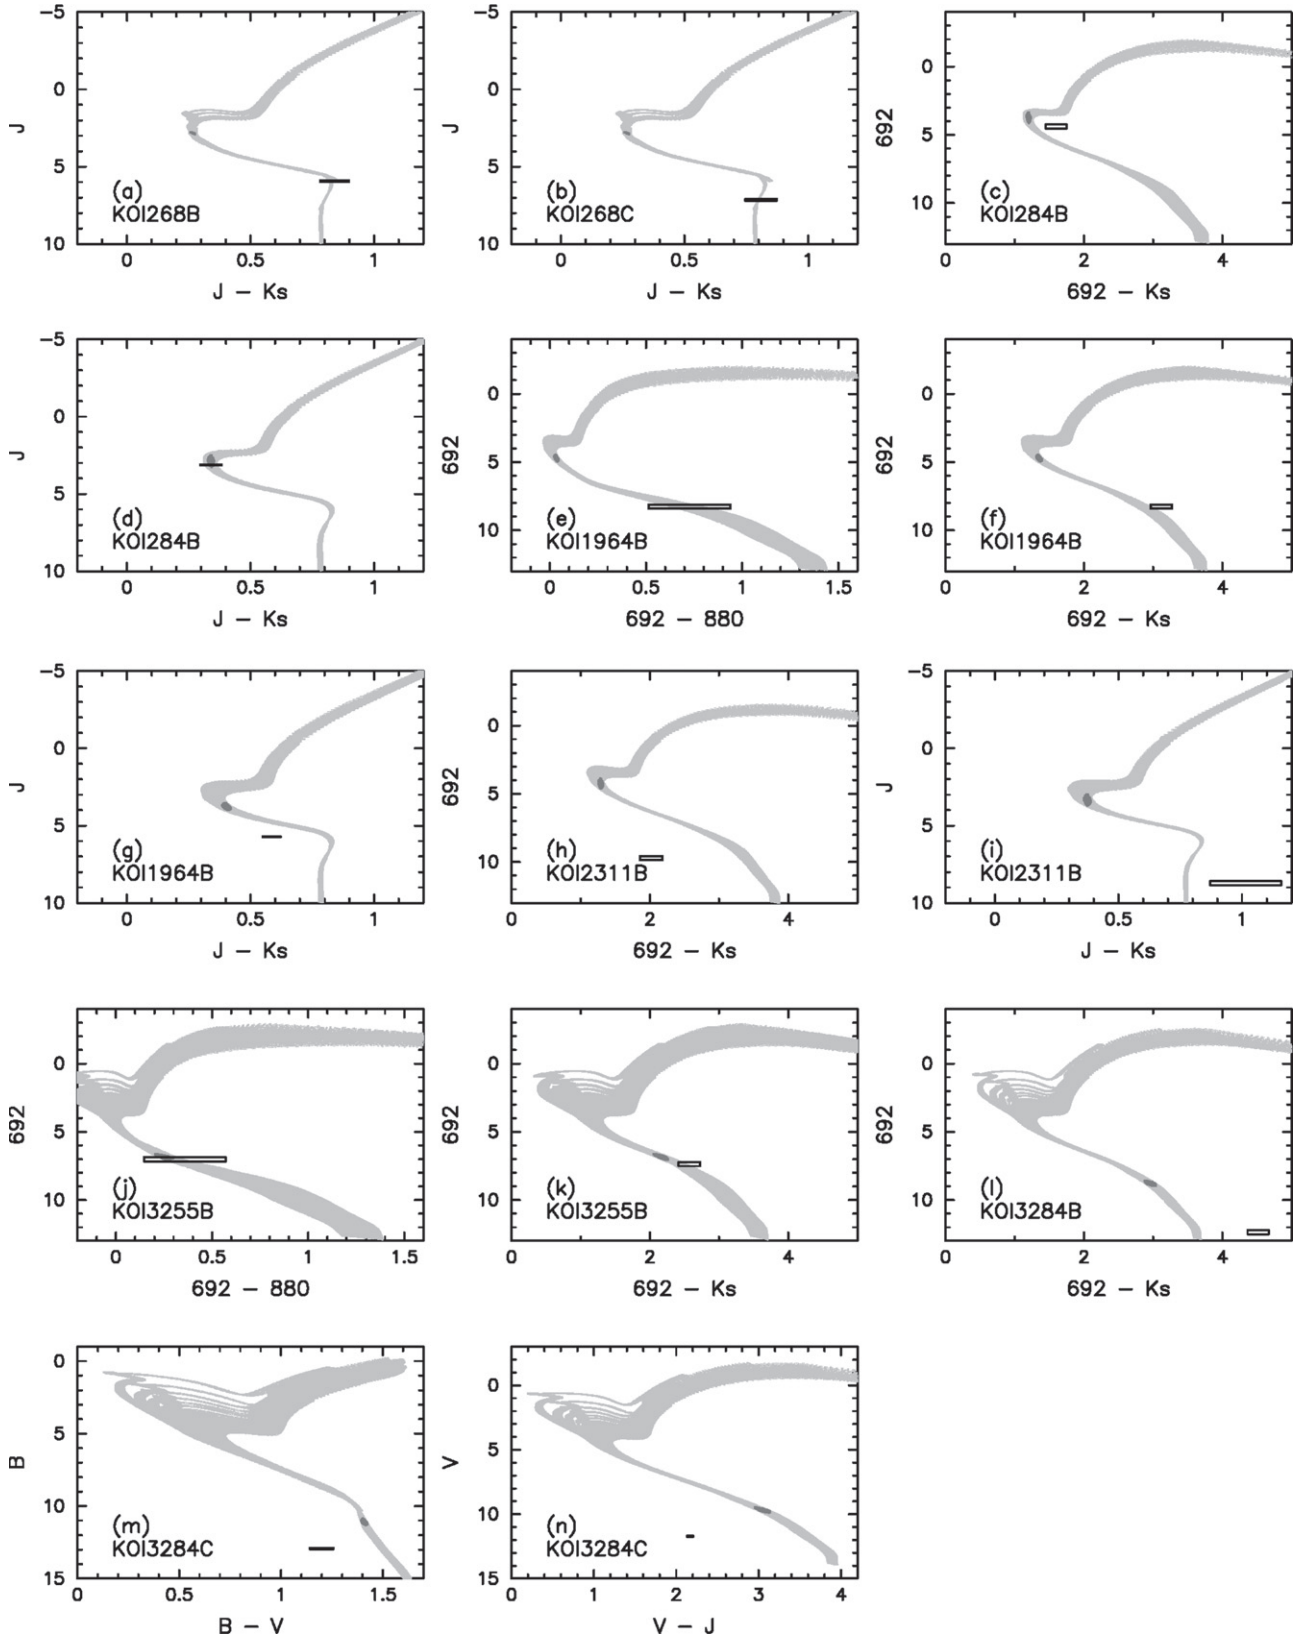 −5
0
5
10
J
(a)
KOI268B
0
0.5
1
J − Ks
−5
0
5
10
J
(b)
KOI268C
0
0.5
1
J − Ks
0
5
10
692
(c)
KOI284B
0
2
4
692 − Ks
−5
0
5
10
J
(d)
KOI284B
0
0.5
1
J − Ks
0
5
10
692
(e)
KOI1964B
0
0.5
1
1.5
692 − 880
0
5
10
692
(f)
KOI1964B
0
2
4
692 − Ks
−5
0
5
10
J
(g)
KOI1964B
0
0.5
1
J − Ks
0
5
10
692
(h)
KOI2311B
0
2
4
692 − Ks
−5
0
5
10
J
(i)
KOI2311B
0
0.5
1
J − Ks
0
5
10
692
(j)
KOI3255B
0
0.5
1
1.5
692 − 880
0
5
10
692
(k)
KOI3255B
0
2
4
692 − Ks
0
5
10
692
(l)
KOI3284B
0
2
4
692 − Ks
0
5
10
15
B
(m)
KOI3284C
0
0.5
1
1.5
B − V
0
5
10
15
V
(n)
KOI3284C
0
1
2
3
4
V − J